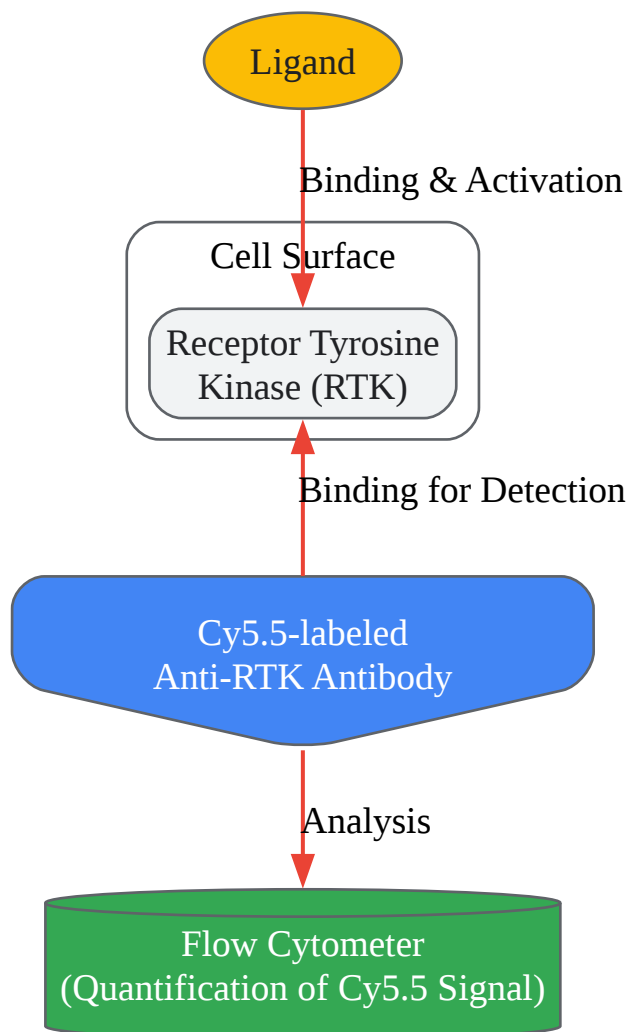 Ligand
Binding & Activation
Cell Surface
Receptor Tyrosine
Kinase (RTK)
Binding for Detection
Cy5.5-labeled
Anti-RTK Antibody
Analysis
Flow Cytometer
(Quantification of Cy5.5 Signal)